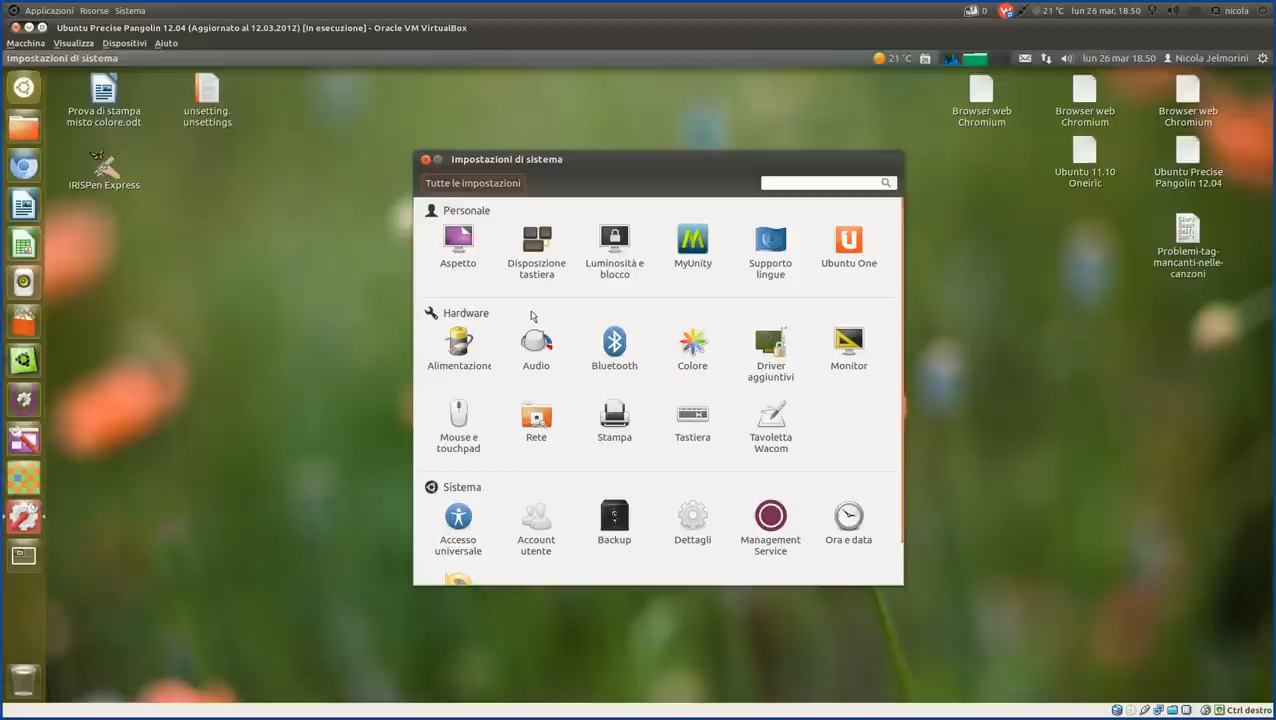 Applicazioni Risorse Sistema
0 21 °C lun 26 mar, 18.50 nicola
Ubuntu Precise Pangolin 12.04 (Aggiornato al 12.03.2012) [In esecuzione] - Oracle VM VirtualBox
Macchina Visualizza Dispositivi Aiuto
Impostazioni di sistema
21 °C lun 26 mar 18.50 Nicola Jelmorini
Prova di stampa
misto colore.odt
unsetting.
unsettings
IRISPen Express
Browser web
Chromium
Browser web
Chromium
Browser web
Chromium
Ubuntu 11.10
Oneiric
Ubuntu Precise
Pangolin 12.04
Problemi-tag-
mancanti-nelle-
canzoni
Impostazioni di sistema
Tutte le impostazioni
Personale
Aspetto
Disposizione
tastiera
Luminosità e
blocco
MyUnity
Supporto
lingue
Ubuntu One
Hardware
Alimentazione
Audio
Bluetooth
Colore
Driver
aggiuntivi
Monitor
Mouse e
touchpad
Rete
Stampa
Tastiera
Tavoletta
Wacom
Sistema
Accesso
universale
Account
utente
Backup
Dettagli
Management
Service
Ora e data
Ctrl destro